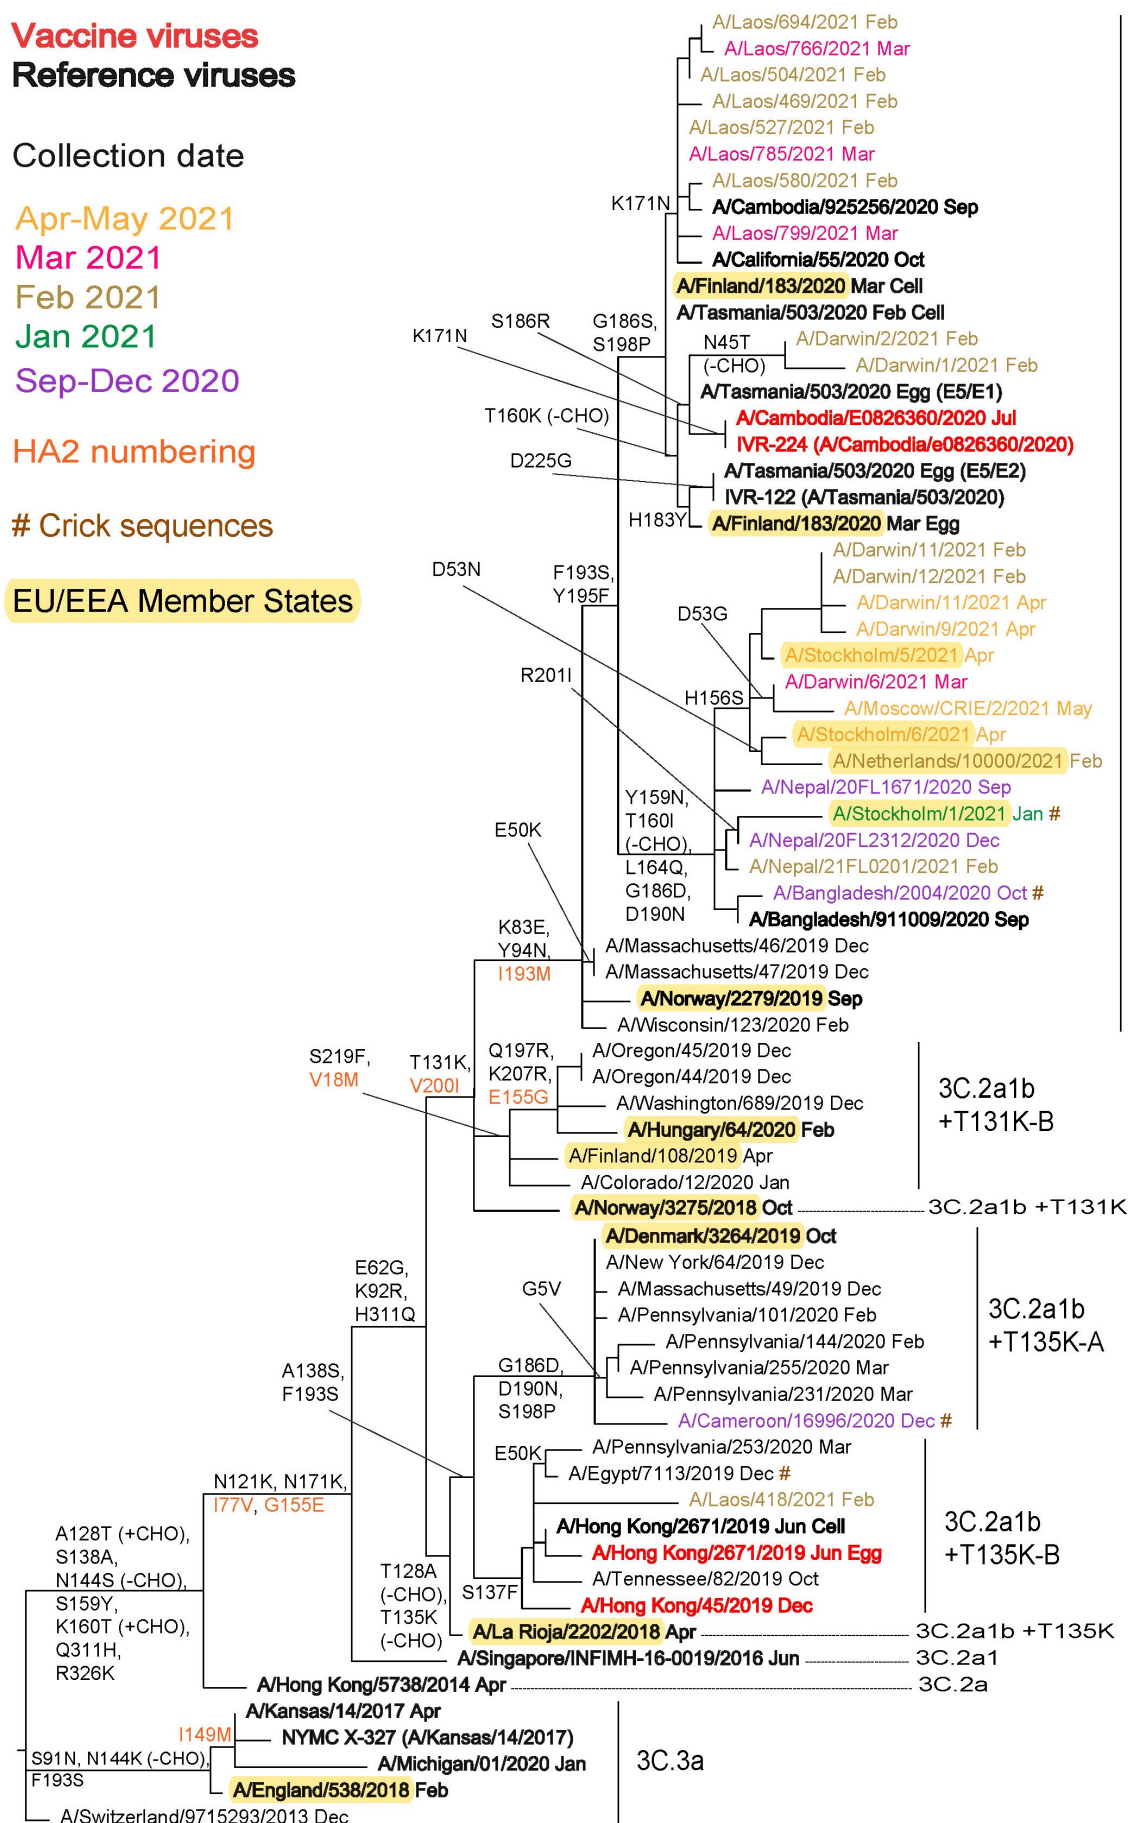 Vaccine viruses
Reference viruses
Collection date
Apr-May 2021
Mar 2021
Feb 2021
Jan 2021
Sep-Dec 2020
HA2 numbering
# Crick sequences
EU/EEA Member States
A/Laos/694/2021 Feb
A/Laos/766/2021 Mar
A/Laos/504/2021 Feb
A/Laos/469/2021 Feb
A/Laos/527/2021 Feb
A/Laos/785/2021 Mar
A/Laos/580/2021 Feb
K171N
A/Cambodia/925256/2020 Sep
A/Laos/799/2021 Mar
A/California/55/2020 Oct
A/Finland/183/2020 Mar Cell
A/Tasmania/503/2020 Feb Cell
S186R
G186S,
S198P
K171N
N45T
(-CHO)
A/Darwin/2/2021 Feb
A/Darwin/1/2021 Feb
A/Tasmania/503/2020 Egg (E5/E1)
T160K (-CHO)
A/Cambodia/E0826360/2020 Jul
IVR-224 (A/Cambodia/e0826360/2020)
D225G
A/Tasmania/503/2020 Egg (E5/E2)
IVR-122 (A/Tasmania/503/2020)
H183Y
A/Finland/183/2020 Mar Egg
A/Darwin/11/2021 Feb
D53N
F193S,
Y195F
A/Darwin/12/2021 Feb
A/Darwin/11/2021 Apr
D53G
A/Darwin/9/2021 Apr
A/Stockholm/5/2021 Apr
R201I
A/Darwin/6/2021 Mar
H156S
A/Moscow/CRIE/2/2021 May
A/Stockholm/6/2021 Apr
A/Netherlands/10000/2021 Feb
A/Nepal/20FL1671/2020 Sep
Y159N,
T160I
(-CHO),
L164Q,
G186D,
D190N
A/Stockholm/1/2021 Jan #
E50K
A/Nepal/20FL2312/2020 Dec
A/Nepal/21FL0201/2021 Feb
A/Bangladesh/2004/2020 Oct #
A/Bangladesh/911009/2020 Sep
K83E,
Y94N,
I193M
A/Massachusetts/46/2019 Dec
A/Massachusetts/47/2019 Dec
A/Norway/2279/2019 Sep
A/Wisconsin/123/2020 Feb
S219F,
V18M
T131K,
V200I
Q197R,
K207R,
E155G
A/Oregon/45/2019 Dec
A/Oregon/44/2019 Dec
A/Washington/689/2019 Dec
3C.2a1b
+T131K-B
A/Hungary/64/2020 Feb
A/Finland/108/2019 Apr
A/Colorado/12/2020 Jan
A/Norway/3275/2018 Oct
3C.2a1b +T131K
A/Denmark/3264/2019 Oct
A/New York/64/2019 Dec
E62G,
K92R,
H311Q
G5V
A/Massachusetts/49/2019 Dec
A/Pennsylvania/101/2020 Feb
3C.2a1b
+T135K-A
A/Pennsylvania/144/2020 Feb
A138S,
F193S
G186D,
D190N,
S198P
A/Pennsylvania/255/2020 Mar
A/Pennsylvania/231/2020 Mar
A/Cameroon/16996/2020 Dec #
E50K
A/Pennsylvania/253/2020 Mar
A/Egypt/7113/2019 Dec #
N121K, N171K,
I77V, G155E
A/Laos/418/2021 Feb
A/Hong Kong/2671/2019 Jun Cell
3C.2a1b
+T135K-B
A/Hong Kong/2671/2019 Jun Egg
A128T (+CHO),
S138A,
N144S (-CHO),
S159Y,
K160T (+CHO),
Q311H,
R326K
T128A
(-CHO),
T135K
(-CHO)
A/Tennessee/82/2019 Oct
S137F
A/Hong Kong/45/2019 Dec
A/La Rioja/2202/2018 Apr
3C.2a1b +T135K
A/Singapore/INFIMH-16-0019/2016 Jun
3C.2a1
A/Hong Kong/5738/2014 Apr
3C.2a
A/Kansas/14/2017 Apr
I149M
NYMC X-327 (A/Kansas/14/2017)
S91N, N144K (-CHO),
F193S
A/Michigan/01/2020 Jan
3C.3a
A/England/538/2018 Feb
A/Switzerland/9715293/2013 Dec